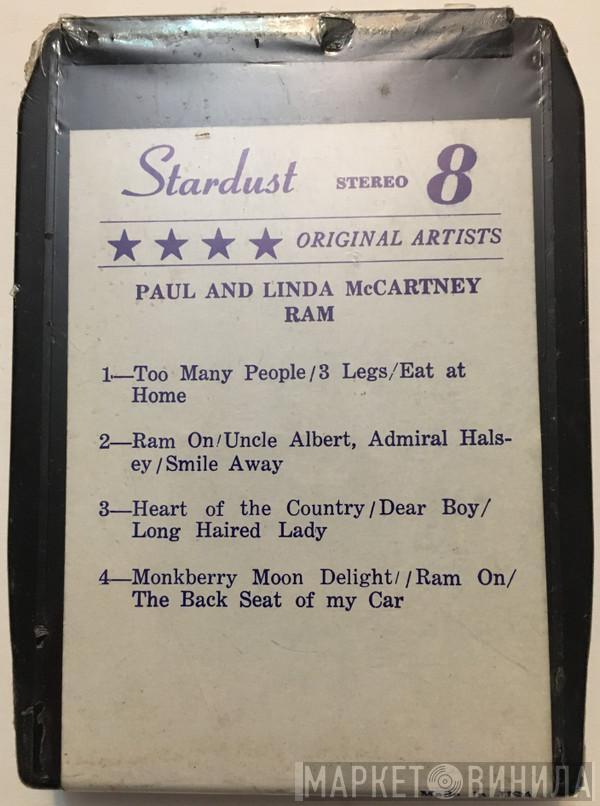 Stardust STEREO 8
ORIGINAL ARTISTS
PAUL AND LINDA McCARTNEY
RAM
1—Too Many People/3 Legs/Eat at
Home
2—Ram On/Uncle Albert, Admiral Hals-
ey/Smile Away
3—Heart of the Country/Dear Boy/
Long Haired Lady
4—Monkberry Moon Delight//Ram On/
The Back Seat of my Car
МАРКЕТ ВИНИЛА